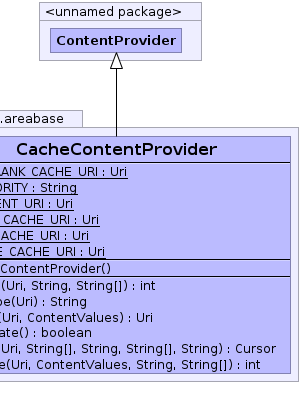 <unnamed package>
ContentProvider
.areabase
CacheContentProvider
ANK_CACHE_URI : Uri
ORITY : String
ENT_URI : Uri
_CACHE_URI : Uri
CACHE_URI : Uri
E_CACHE_URI : Uri
ContentProvider()
(Uri, String, String[]) : int
pe(Uri) : String
(Uri, ContentValues) : Uri
ate() : boolean
(Uri, String[], String, String[], String) : Cursor
e(Uri, ContentValues, String, String[]) : int